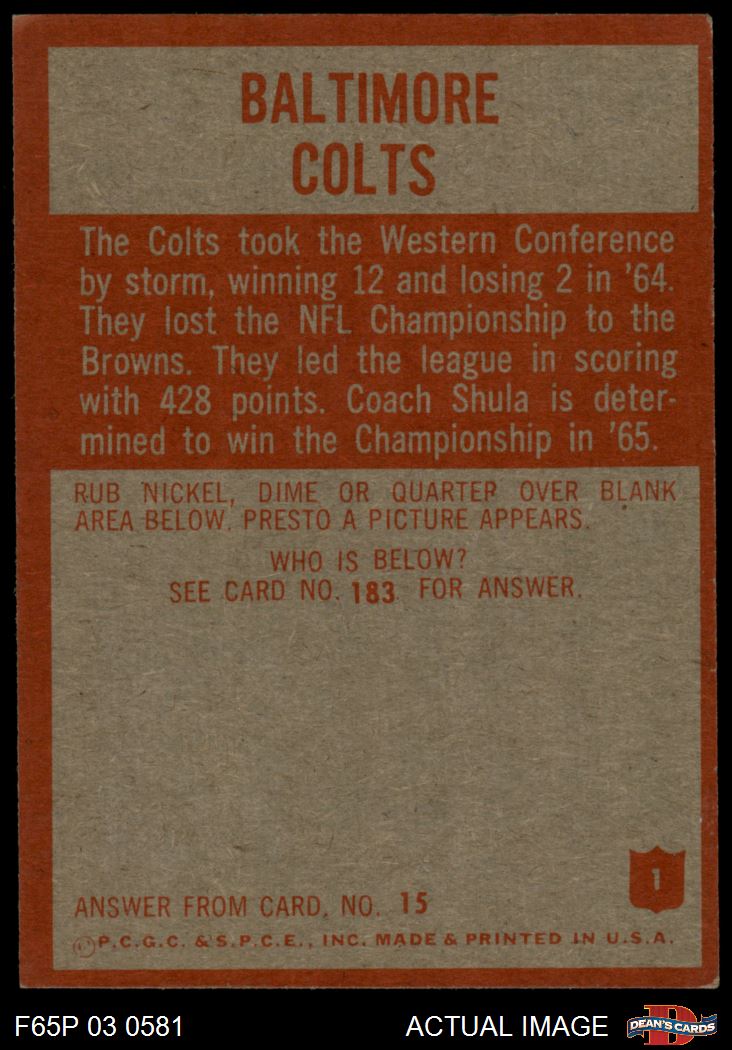 BALTIMORE
COLTS
The Colts took the Western Conference
by storm, winning 12 and losing 2 in '64.
They lost the NFL Championship to the
Browns. They led the league in scoring
with 428 points. Coach Shula is deter-
mined to win the Championship in '65.
RUB NICKEL, DIME OR QUARTER OVER BLANK
AREA BELOW. PRESTO A PICTURE APPEARS.
WHO IS BELOW?
SEE CARD NO. 183 FOR ANSWER.
1
ANSWER FROM CARD, NO. 15
©P.C.G.C. & S.P.C.E., INC. MADE & PRINTED IN U.S.A.
F65P 03 0581 ACTUAL IMAGE D DEAN'S CARDS